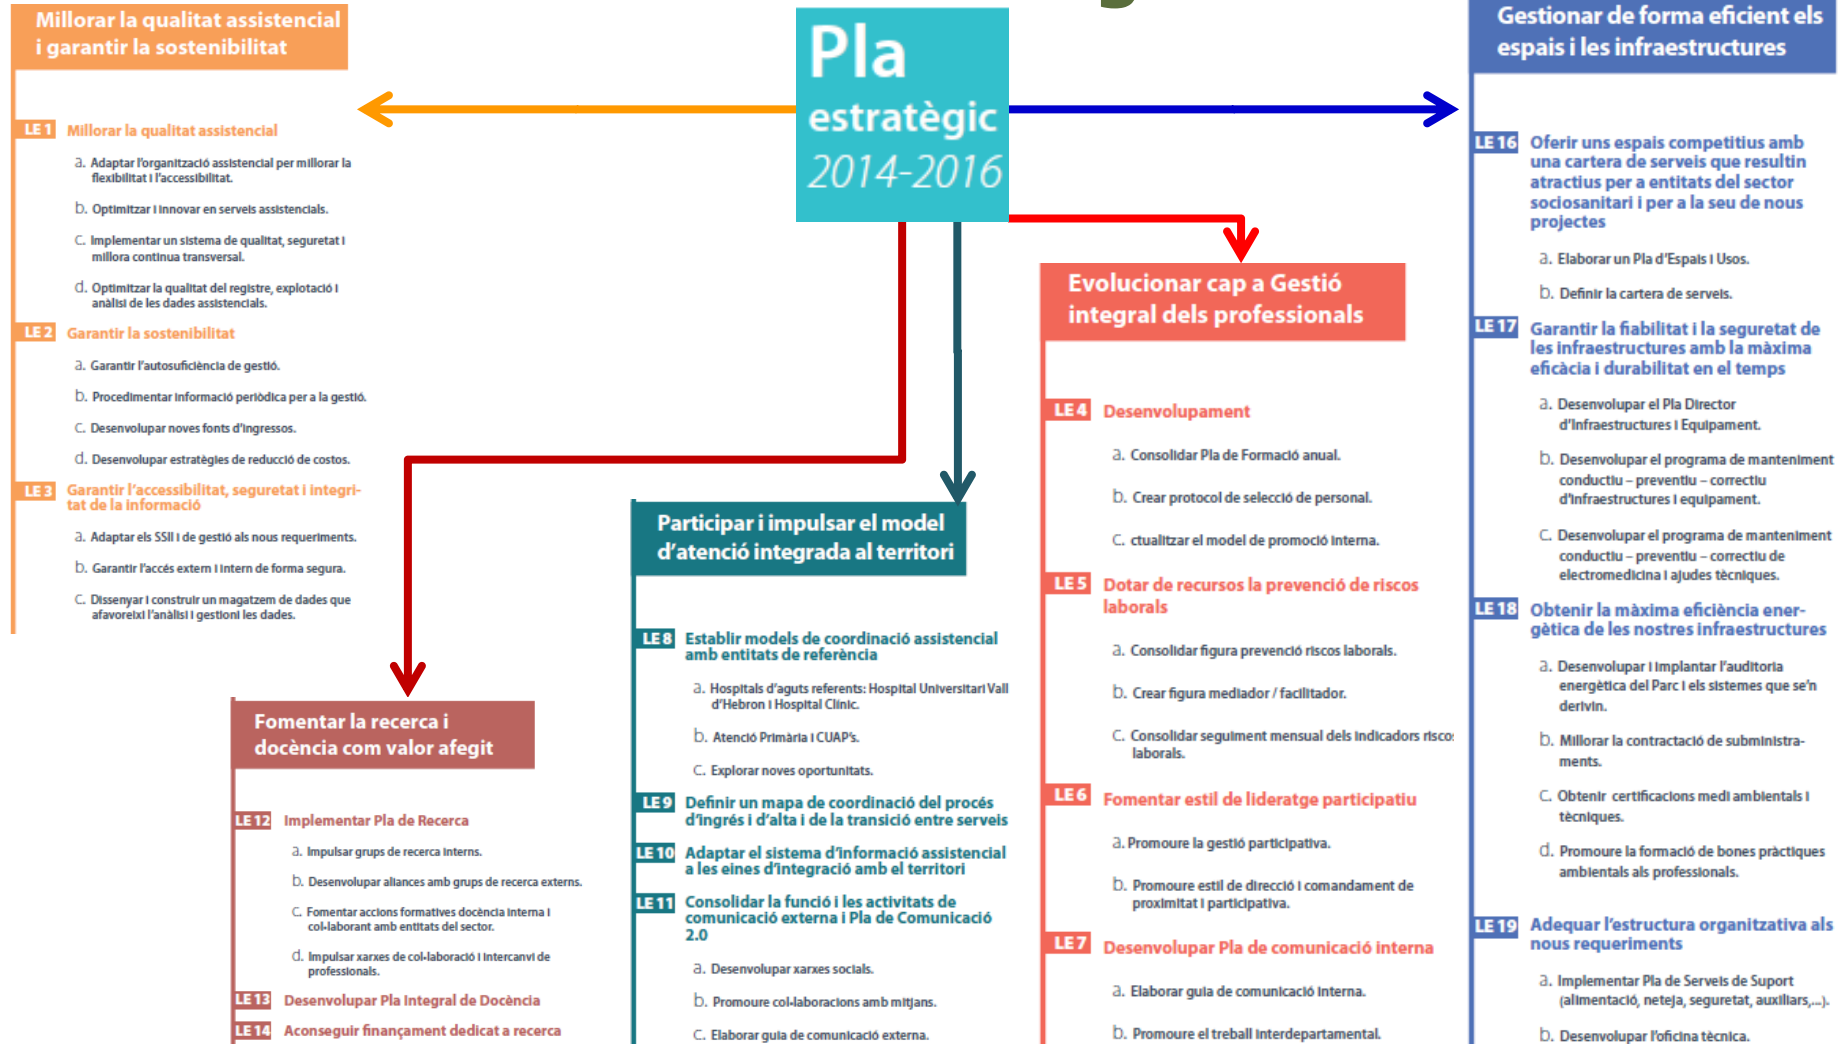 Millorar la qualitat assistencial
i garantir la sostenibilitat
LE 1 Millorar la qualitat assistencial
a. Adaptar l'organització assistencial per millorar la
flexibilitat i l'accessibilitat.
b. Optimitzar i innovar en serveis assistencials.
c. Implementar un sistema de qualitat, seguretat i
millora continua transversal.
d. Optimitzar la qualitat del registre, explotació i
anàlisi de les dades assistencials.
LE 2 Garantir la sostenibilitat
a. Garantir l'autosuficiència de gestió.
b. Procedimentar informació periòdica per a la gestió.
c. Desenvolupar noves fonts d'ingressos.
d. Desenvolupar estratègies de reducció de costos.
LE 3 Garantir l'accessibilitat, seguretat i integri-
tat de la informació
a. Adaptar els SSII i de gestió als nous requeriments.
b. Garantir l'accés extern i intern de forma segura.
c. Dissenyar i construir un magatzem de dades que
afavoreixi l'anàlisi i gestioni les dades.
Pla
estratègic
2014-2016
Fomentar la recerca i
docència com valor afegit
LE 12 Implementar Pla de Recerca
a. Impulsar grups de recerca interns.
b. Desenvolupar aliances amb grups de recerca externs.
c. Fomentar accions formatives docència interna i
col·laborant amb entitats del sector.
d. Impulsar xarxes de col·laboració i intercanvi de
professionals.
LE 13 Desenvolupar Pla Integral de Docència
LE 14 Aconseguir finançament dedicat a recerca
Participar i impulsar el model
d'atenció integrada al territori
LE 8 Establir models de coordinació assistencial
amb entitats de referència
a. Hospitals d'aguts referents: Hospital Universitari Vall
d'Hebron i Hospital Clínic.
b. Atenció Primària i CUAP's.
c. Explorar noves oportunitats.
LE 9 Definir un mapa de coordinació del procés
d'ingrés i d'alta i de la transició entre serveis
LE 10 Adaptar el sistema d'informació assistencial
a les eines d'integració amb el territori
LE 11 Consolidar la funció i les activitats de
comunicació externa i Pla de Comunicació
2.0
a. Desenvolupar xarxes socials.
b. Promoure col·laboracions amb mitjans.
c. Elaborar guia de comunicació externa.
Evolucionar cap a Gestió
integral dels professionals
LE 4 Desenvolupament
a. Consolidar Pla de Formació anual.
b. Crear protocol de selecció de personal.
c. ctualitzar el model de promoció interna.
LE 5 Dotar de recursos la prevenció de riscos
laborals
a. Consolidar figura prevenció riscos laborals.
b. Crear figura mediador / facilitador.
c. Consolidar seguiment mensual dels indicadors riscos
laborals.
LE 6 Fomentar estil de lideratge participatiu
a. Promoure la gestió participativa.
b. Promoure estil de direcció i comandament de
proximitat i participativa.
LE 7 Desenvolupar Pla de comunicació interna
a. Elaborar guia de comunicació interna.
b. Promoure el treball interdepartamental.
Gestionar de forma eficient els
espais i les infraestructures
LE 16 Oferir uns espais competitius amb
una cartera de serveis que resultin
atractius per a entitats del sector
sociosanitari i per a la seu de nous
projectes
a. Elaborar un Pla d'Espais i Usos.
b. Definir la cartera de serveis.
LE 17 Garantir la fiabilitat i la seguretat de
les infraestructures amb la màxima
eficàcia i durabilitat en el temps
a. Desenvolupar el Pla Director
d'Infraestructures i Equipament.
b. Desenvolupar el programa de manteniment
conductiu – preventiu – correctiu
d'infraestructures i equipament.
c. Desenvolupar el programa de manteniment
conductiu – preventiu – correctiu de
electromedicina i ajudes tècniques.
LE 18 Obtenir la màxima eficiència ener-
gètica de les nostres infraestructures
a. Desenvolupar i implantar l'auditoria
energètica del Parc i els sistemes que se'n
derivin.
b. Millorar la contractació de subministra-
ments.
c. Obtenir certificacions medi ambientals i
tècniques.
d. Promoure la formació de bones pràctiques
ambientals als professionals.
LE 19 Adequar l'estructura organitzativa als
nous requeriments
a. Implementar Pla de Serveis de Suport
(alimentació, neteja, seguretat, auxiliars,...).
b. Desenvolupar l'oficina tècnica.